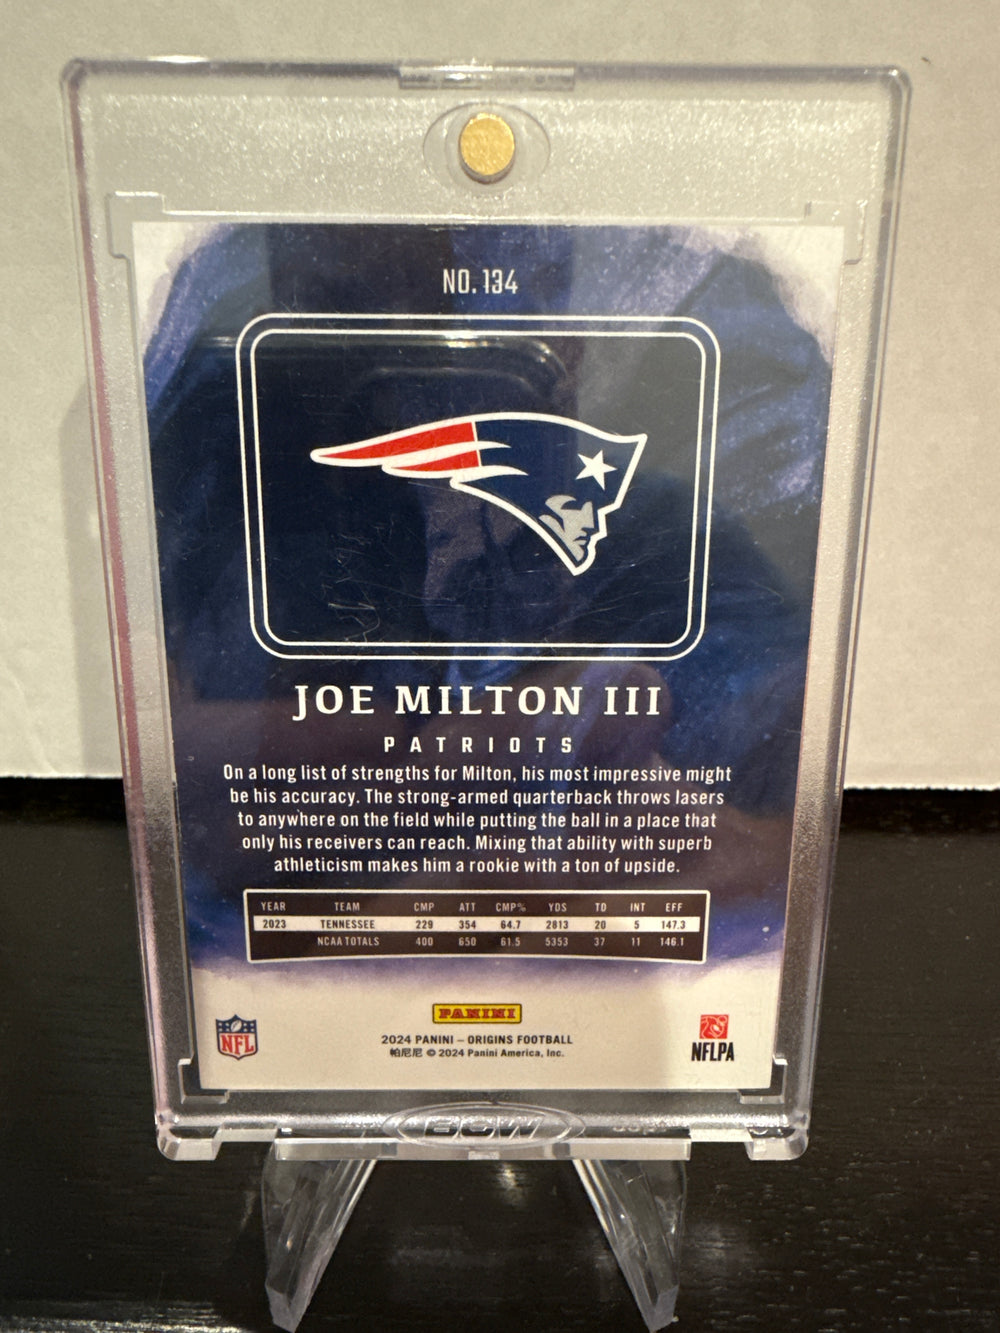 NO. 134
JOE MILTON III
PATRIOTS
On a long list of strengths for Milton, his most impressive might
be his accuracy. The strong-armed quarterback throws lasers
to anywhere on the field while putting the ball in a place that
only his receivers can reach. Mixing that ability with superb
athleticism makes him a rookie with a ton of upside.
YEAR TEAM CMP ATT CMP% YDS TD INT EFF
2023 TENNESSEE 229 354 64.7 2813 20 5 147.3
NCAA TOTALS 400 650 61.5 5353 37 11 146.1
PANINI
NFL
2024 PANINI – ORIGINS FOOTBALL
帕尼尼 © 2024 Panini America, Inc.
NFLPA
BCW